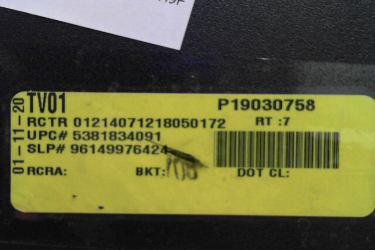 01-11-20
TV01 P19030758
RCTR 01214071218050172 RT :7
UPC# 5381834091
SLP# 96149976424
RCRA: BKT: DOT CL: